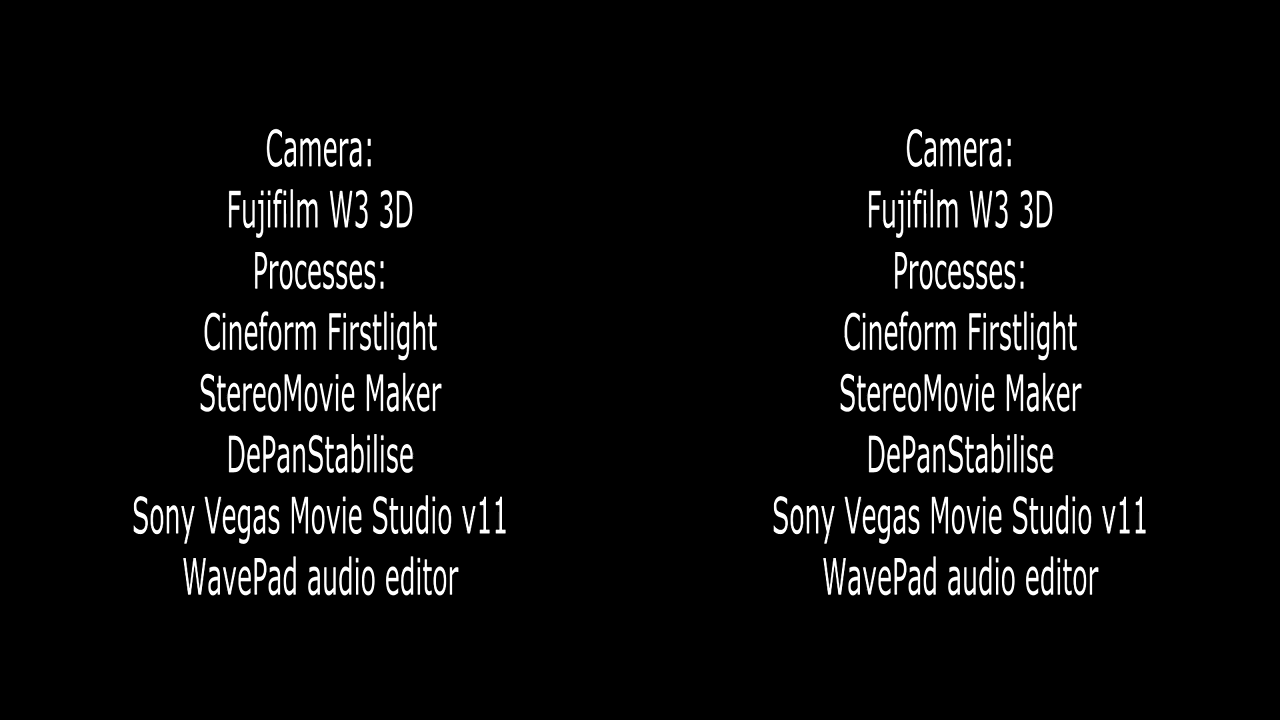 Camera:
Fujifilm W3 3D
Processes:
Cineform Firstlight
StereoMovie Maker
DePanStabilise
Sony Vegas Movie Studio v11
WavePad audio editor
Camera:
Fujifilm W3 3D
Processes:
Cineform Firstlight
StereoMovie Maker
DePanStabilise
Sony Vegas Movie Studio v11
WavePad audio editor